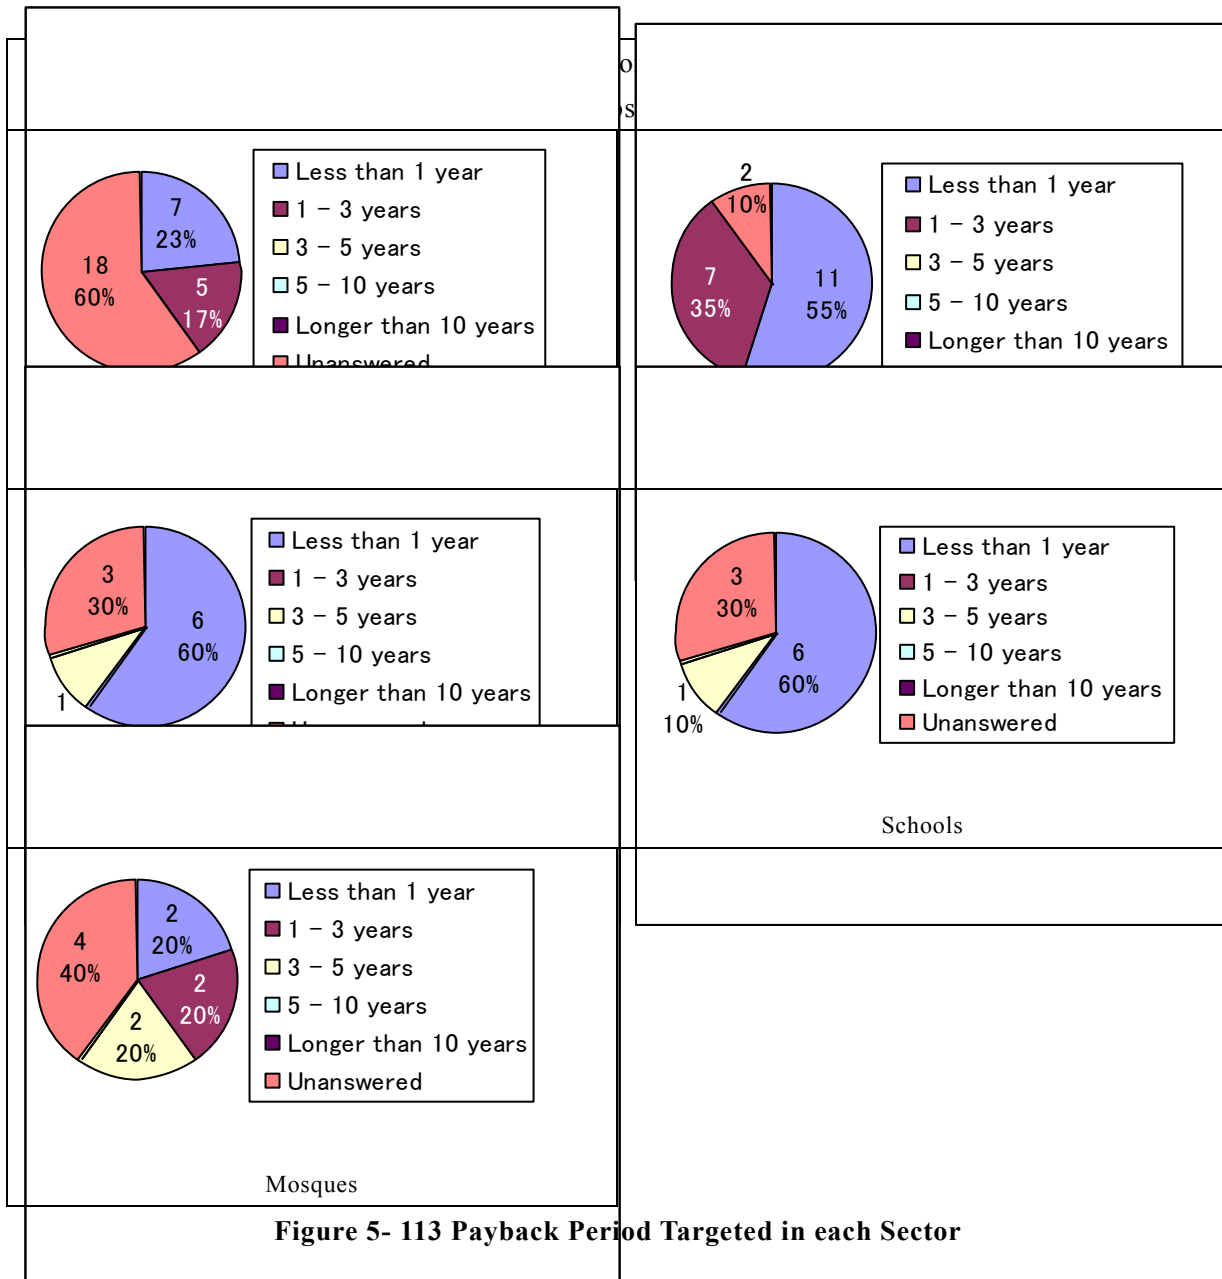 o
os
7
23%
5
17%
18
60%
Less than 1 year
1 - 3 years
3 - 5 years
5 - 10 years
Longer than 10 years
Unanswered
2
10%
7
35%
11
55%
Less than 1 year
1 - 3 years
3 - 5 years
5 - 10 years
Longer than 10 years
3
30%
6
60%
1
Less than 1 year
1 - 3 years
3 - 5 years
5 - 10 years
Longer than 10 years
3
30%
6
60%
1
10%
Less than 1 year
1 - 3 years
3 - 5 years
5 - 10 years
Longer than 10 years
Unanswered
Schools
2
20%
2
20%
2
20%
4
40%
Less than 1 year
1 - 3 years
3 - 5 years
5 - 10 years
Longer than 10 years
Unanswered
Mosques
Figure 5- 113 Payback Period Targeted in each Sector